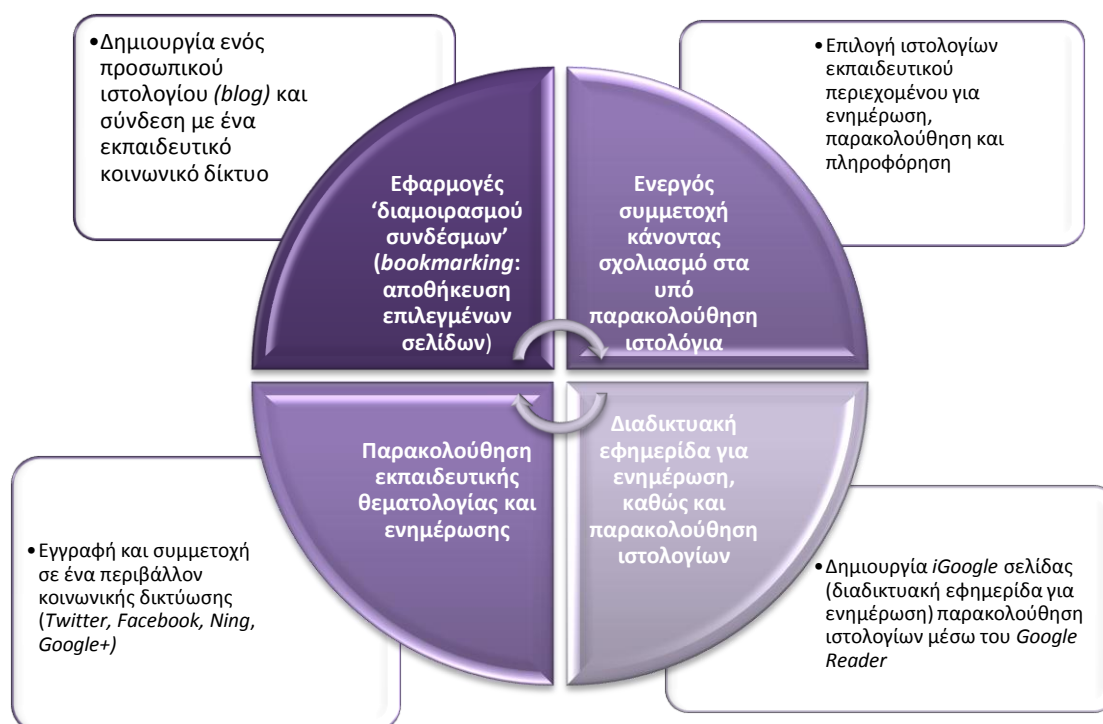 •Δημιουργία ενός
προσωπικού
ιστολογίου (blog) και
σύνδεση με ένα
εκπαιδευτικό
κοινωνικό δίκτυο
•Επιλογή ιστολογίων
εκπαιδευτικού
περιεχομένου για
ενημέρωση,
παρακολούθηση και
πληροφόρηση
Εφαρμογές
‘διαμοιρασμού
συνδέσμων’
(bookmarking:
αποθήκευση
επιλεγμένων
σελίδων)
Ενεργός
συμμετοχή
κάνοντας
σχολιασμό στα
υπό
παρακολούθηση
ιστολόγια
Παρακολούθηση
εκπαιδευτικής
θεματολογίας και
ενημέρωσης
Διαδικτυακή
εφημερίδα για
ενημέρωση,
καθώς και
παρακολούθηση
ιστολογίων
•Εγγραφή και συμμετοχή
σε ένα περιβάλλον
κοινωνικής δικτύωσης
(Twitter, Facebook, Ning,
Google+)
•Δημιουργία iGoogle σελίδας
(διαδικτυακή εφημερίδα για
ενημέρωση) παρακολούθηση
ιστολογίων μέσω του Google
Reader